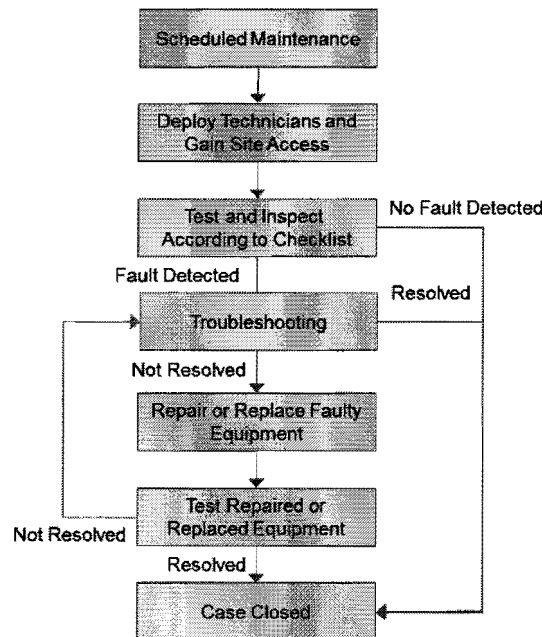 Scheduled Maintenance
Deploy Technicians and
Gain Site Access
Test and Inspect
According to Checklist
No Fault Detected
Fault Detected
Troubleshooting
Resolved
Not Resolved
Repair or Replace Faulty
Equipment
Test Repaired or
Replaced Equipment
Not Resolved
Resolved
Case Closed